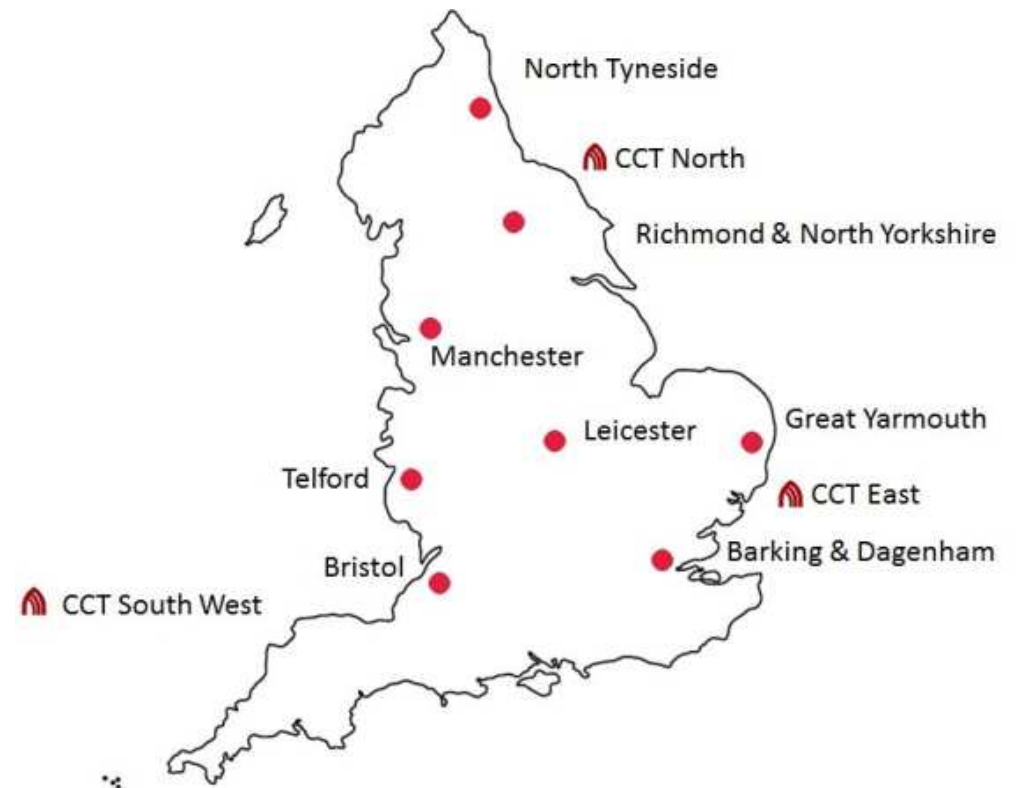 North Tyneside
CCT North
Richmond & North Yorkshire
Manchester
Great Yarmouth
Leicester
Telford
CCT East
Barking & Dagenham
Bristol
CCT South West